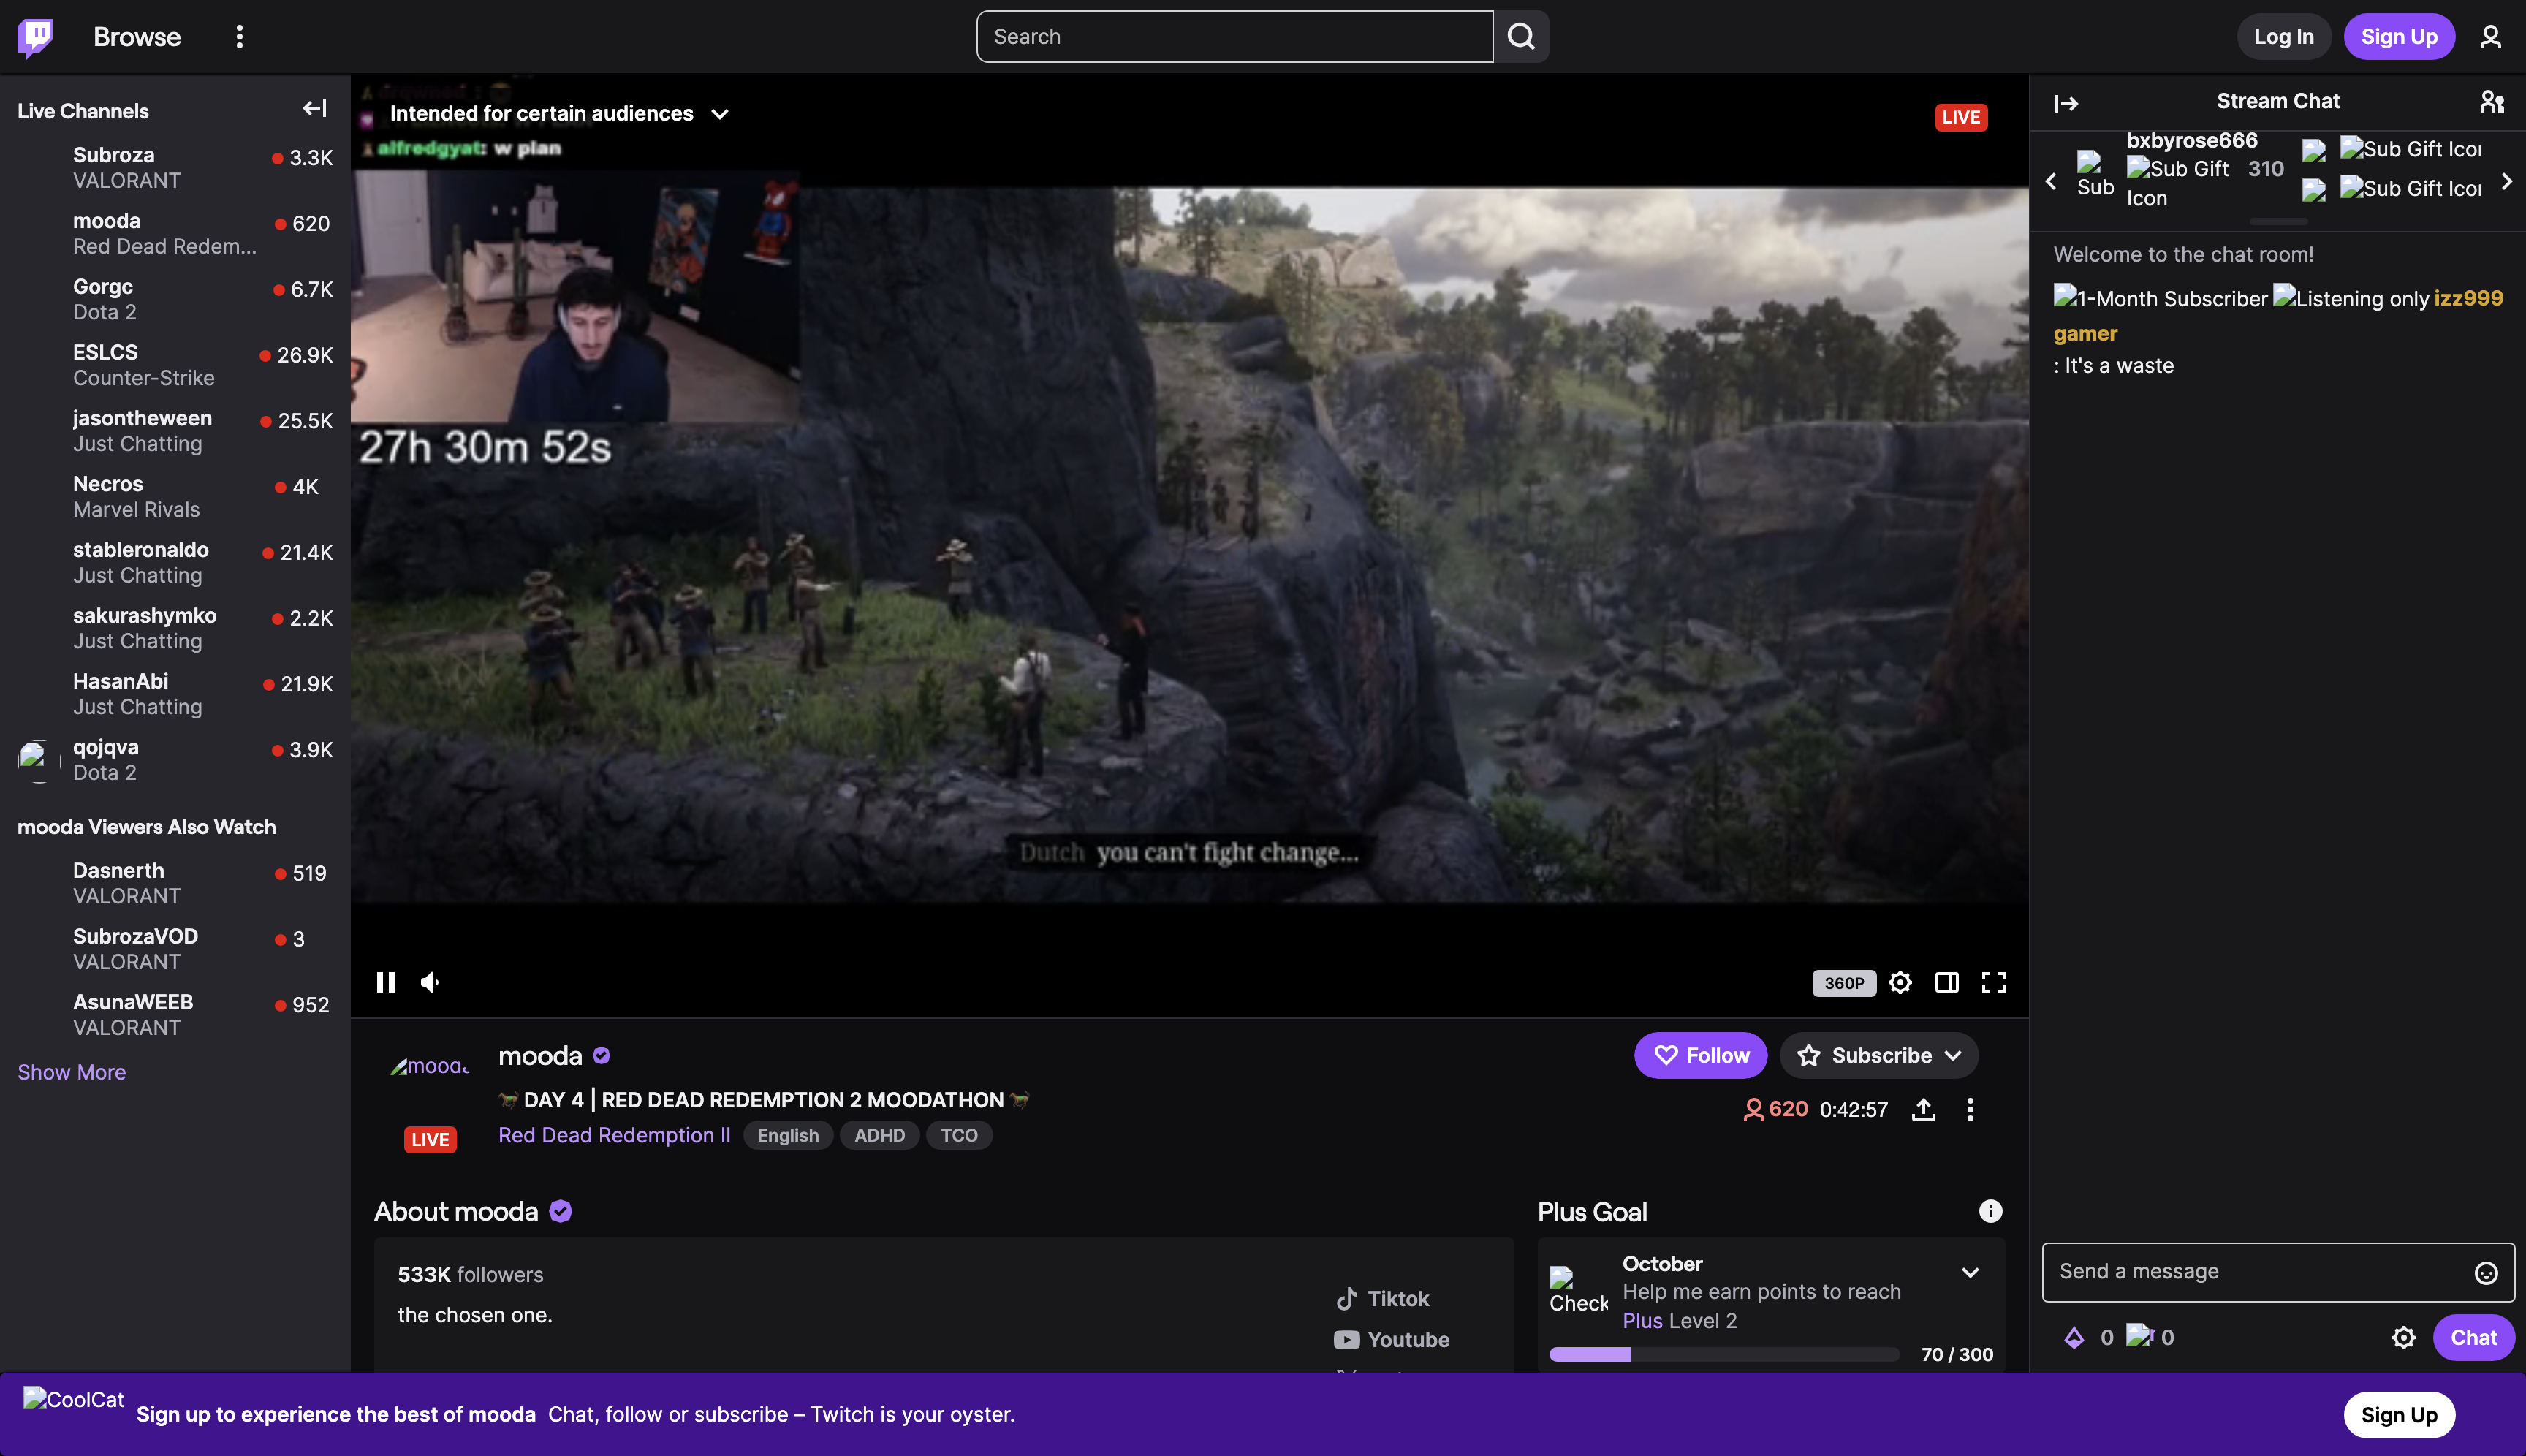 Browse
Search
Log In
Sign Up
Live Channels
Subroza
VALORANT
3.3K
mooda
Red Dead Redem...
620
Gorgc
Dota 2
6.7K
ESLCS
Counter-Strike
26.9K
jasontheween
Just Chatting
25.5K
Necros
Marvel Rivals
4K
stableronaldo
Just Chatting
21.4K
sakurashymko
Just Chatting
2.2K
HasanAbi
Just Chatting
21.9K
qojqva
Dota 2
3.9K
mooda Viewers Also Watch
Dasnerth
VALORANT
519
SubrozaVOD
VALORANT
3
AsunaWEEB
VALORANT
952
Show More
Intended for certain audiences
LIVE
alfredgyat: w plan
27h 30m 52s
Dutch you can't fight change...
360P
mooda
mooda
LIVE
DAY 4 | RED DEAD REDEMPTION 2 MOODATHON
Red Dead Redemption II
English
ADHD
TCO
Follow
Subscribe
620
0:42:57
About mooda
533K followers
the chosen one.
Tiktok
Youtube
Plus Goal
Check
October
Help me earn points to reach
Plus Level 2
70 / 300
Stream Chat
Sub
bxbyrose666
Sub Gift
Icon
310
Sub Gift Icon
Sub Gift Icon
Welcome to the chat room!
1-Month Subscriber Listening only izz999
gamer
: It's a waste
Send a message
0
0
Chat
CoolCat
Sign up to experience the best of mooda Chat, follow or subscribe – Twitch is your oyster.
Sign Up